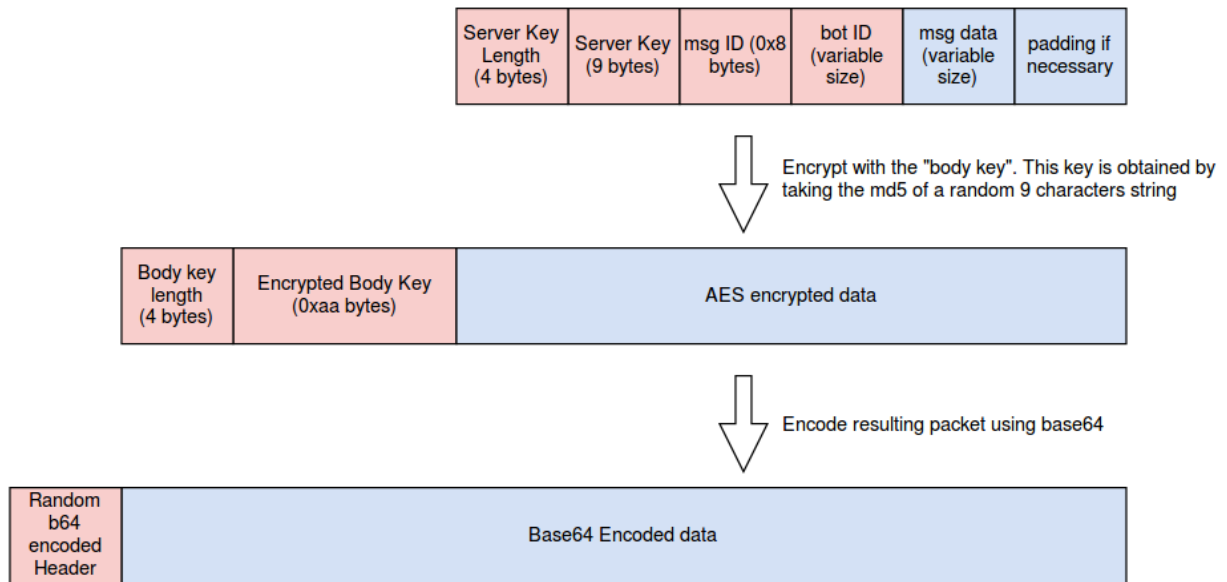 Server Key
Length
(4 bytes)
Server Key
(9 bytes)
msg ID (0x8
bytes)
bot ID
(variable
size)
msg data
(variable
size)
padding if
necessary
Encrypt with the "body key". This key is obtained by
taking the md5 of a random 9 characters string
Body key
length
(4 bytes)
Encrypted Body Key
(0xaa bytes)
AES encrypted data
Encode resulting packet using base64
Random
b64
encoded
Header
Base64 Encoded data